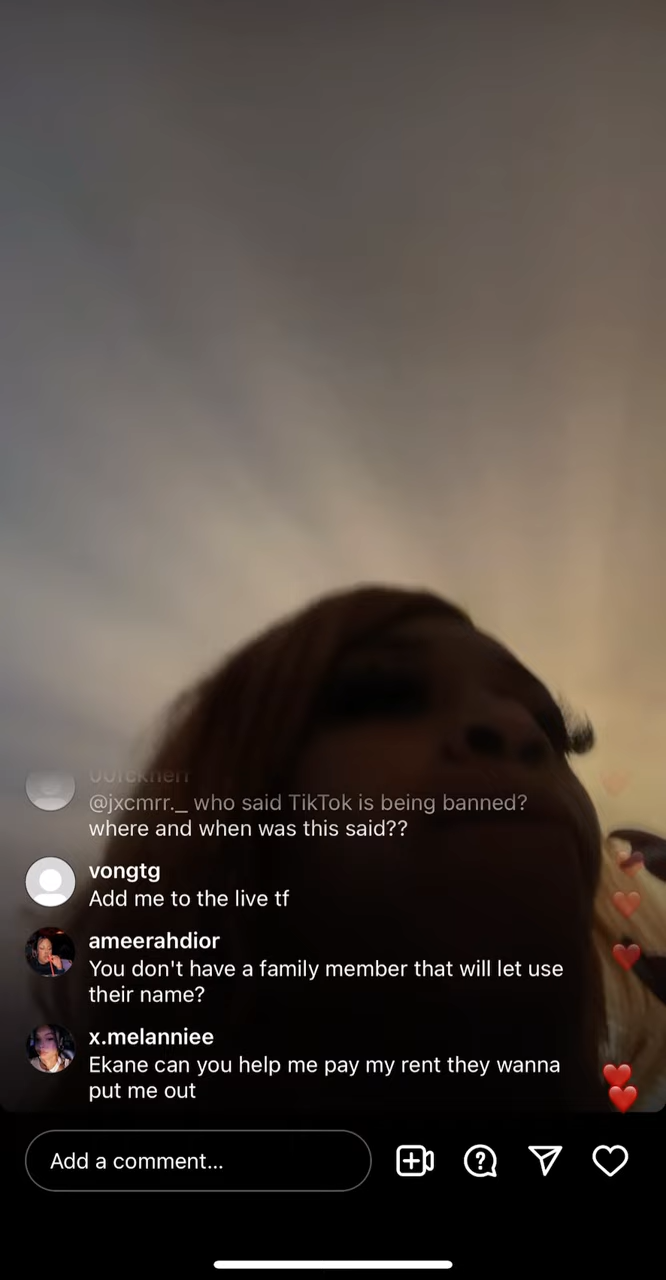 @jxcmrr._ who said TikTok is being banned?
where and when was this said??
vongtg
Add me to the live tf
ameerahdior
You don't have a family member that will let use
their name?
x.melanniee
Ekane can you help me pay my rent they wanna
put me out
Add a comment...